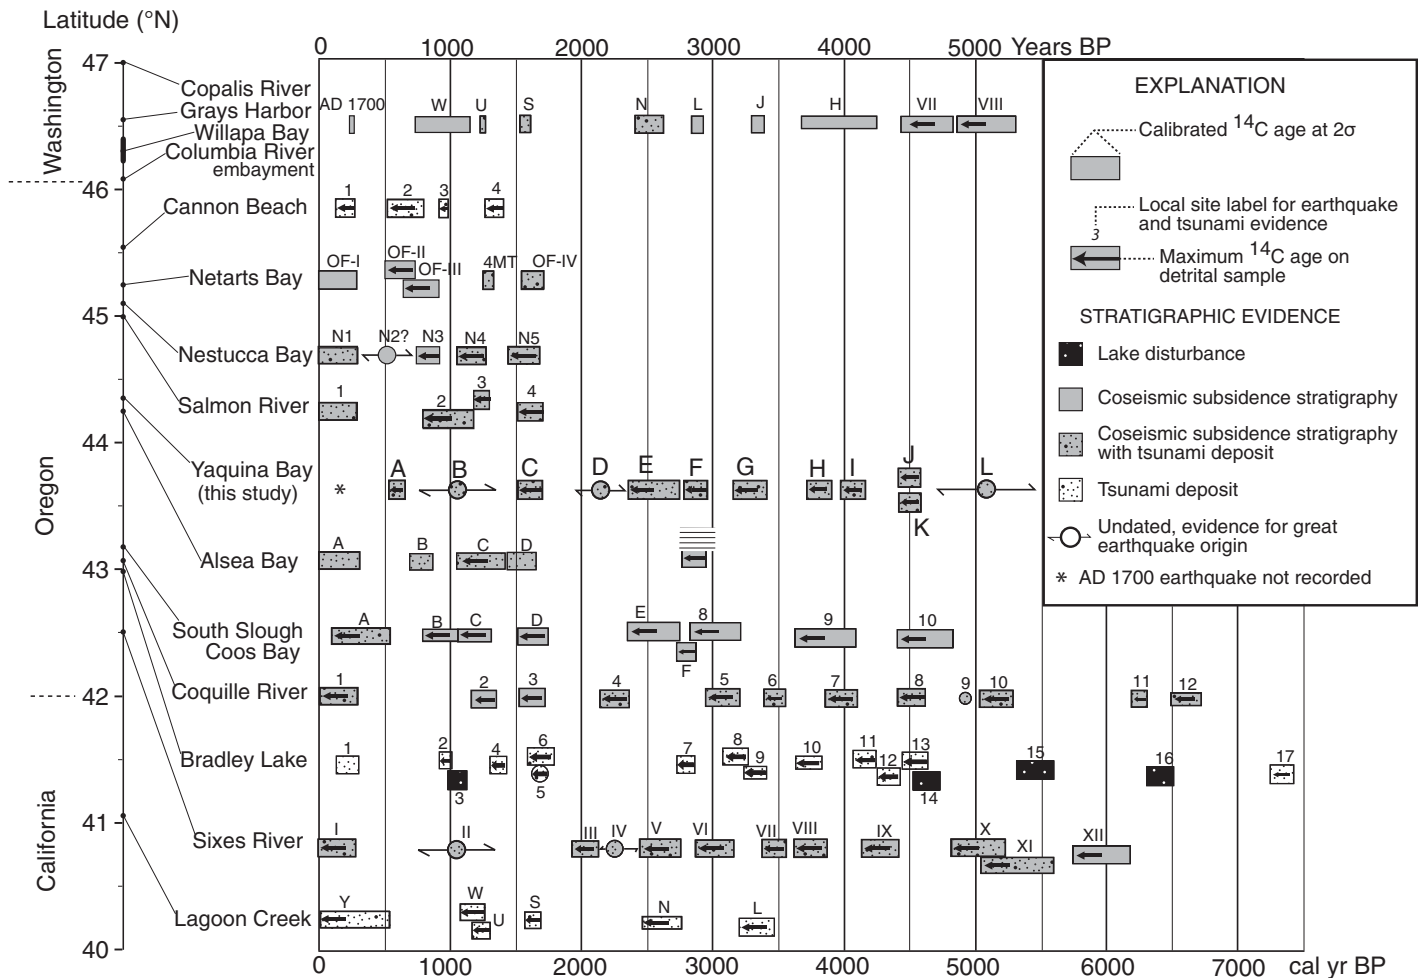 Latitude (°N)
0 1000 2000 3000 4000 5000 Years BP
47
Copalis River
Grays Harbor
Willapa Bay
Columbia River
embayment
Washington
AD 1700 W U S N L J H VII VIII
46
Cannon Beach
1 2 3 4
Netarts Bay
OF-I OF-II OF-III 4MT OF-IV
45
Nestucca Bay
N1 N2? N3 N4 N5
Salmon River
1 2 3 4
44
Oregon
Yaquina Bay
(this study)
* A B C D E F G H I J K L
Alsea Bay
A B C D
43
South Slough
Coos Bay
A B C D E F 8 9 10
42
Coquille River
1 2 3 4 5 6 7 8 9 10 11 12
Bradley Lake
1 2 3 4 5 6 7 8 9 10 11 12 13 14 15 16 17
41
California
Sixes River
I II III IV V VI VII VIII IX X XI XII
Lagoon Creek
Y W U S N L
40
0 1000 2000 3000 4000 5000 6000 7000 cal yr BP
EXPLANATION
Calibrated 14C age at 2σ
Local site label for earthquake
and tsunami evidence
3
Maximum 14C age on
detrital sample
STRATIGRAPHIC EVIDENCE
Lake disturbance
Coseismic subsidence stratigraphy
Coseismic subsidence stratigraphy
with tsunami deposit
Tsunami deposit
Undated, evidence for great
earthquake origin
* AD 1700 earthquake not recorded